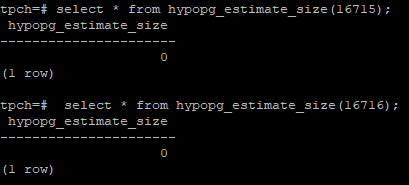 tpch=# select * from hypopg_estimate_size(16715);
 hypopg_estimate_size
----------------------
                    0
(1 row)

tpch=#  select * from hypopg_estimate_size(16716);
 hypopg_estimate_size
----------------------
                    0
(1 row)